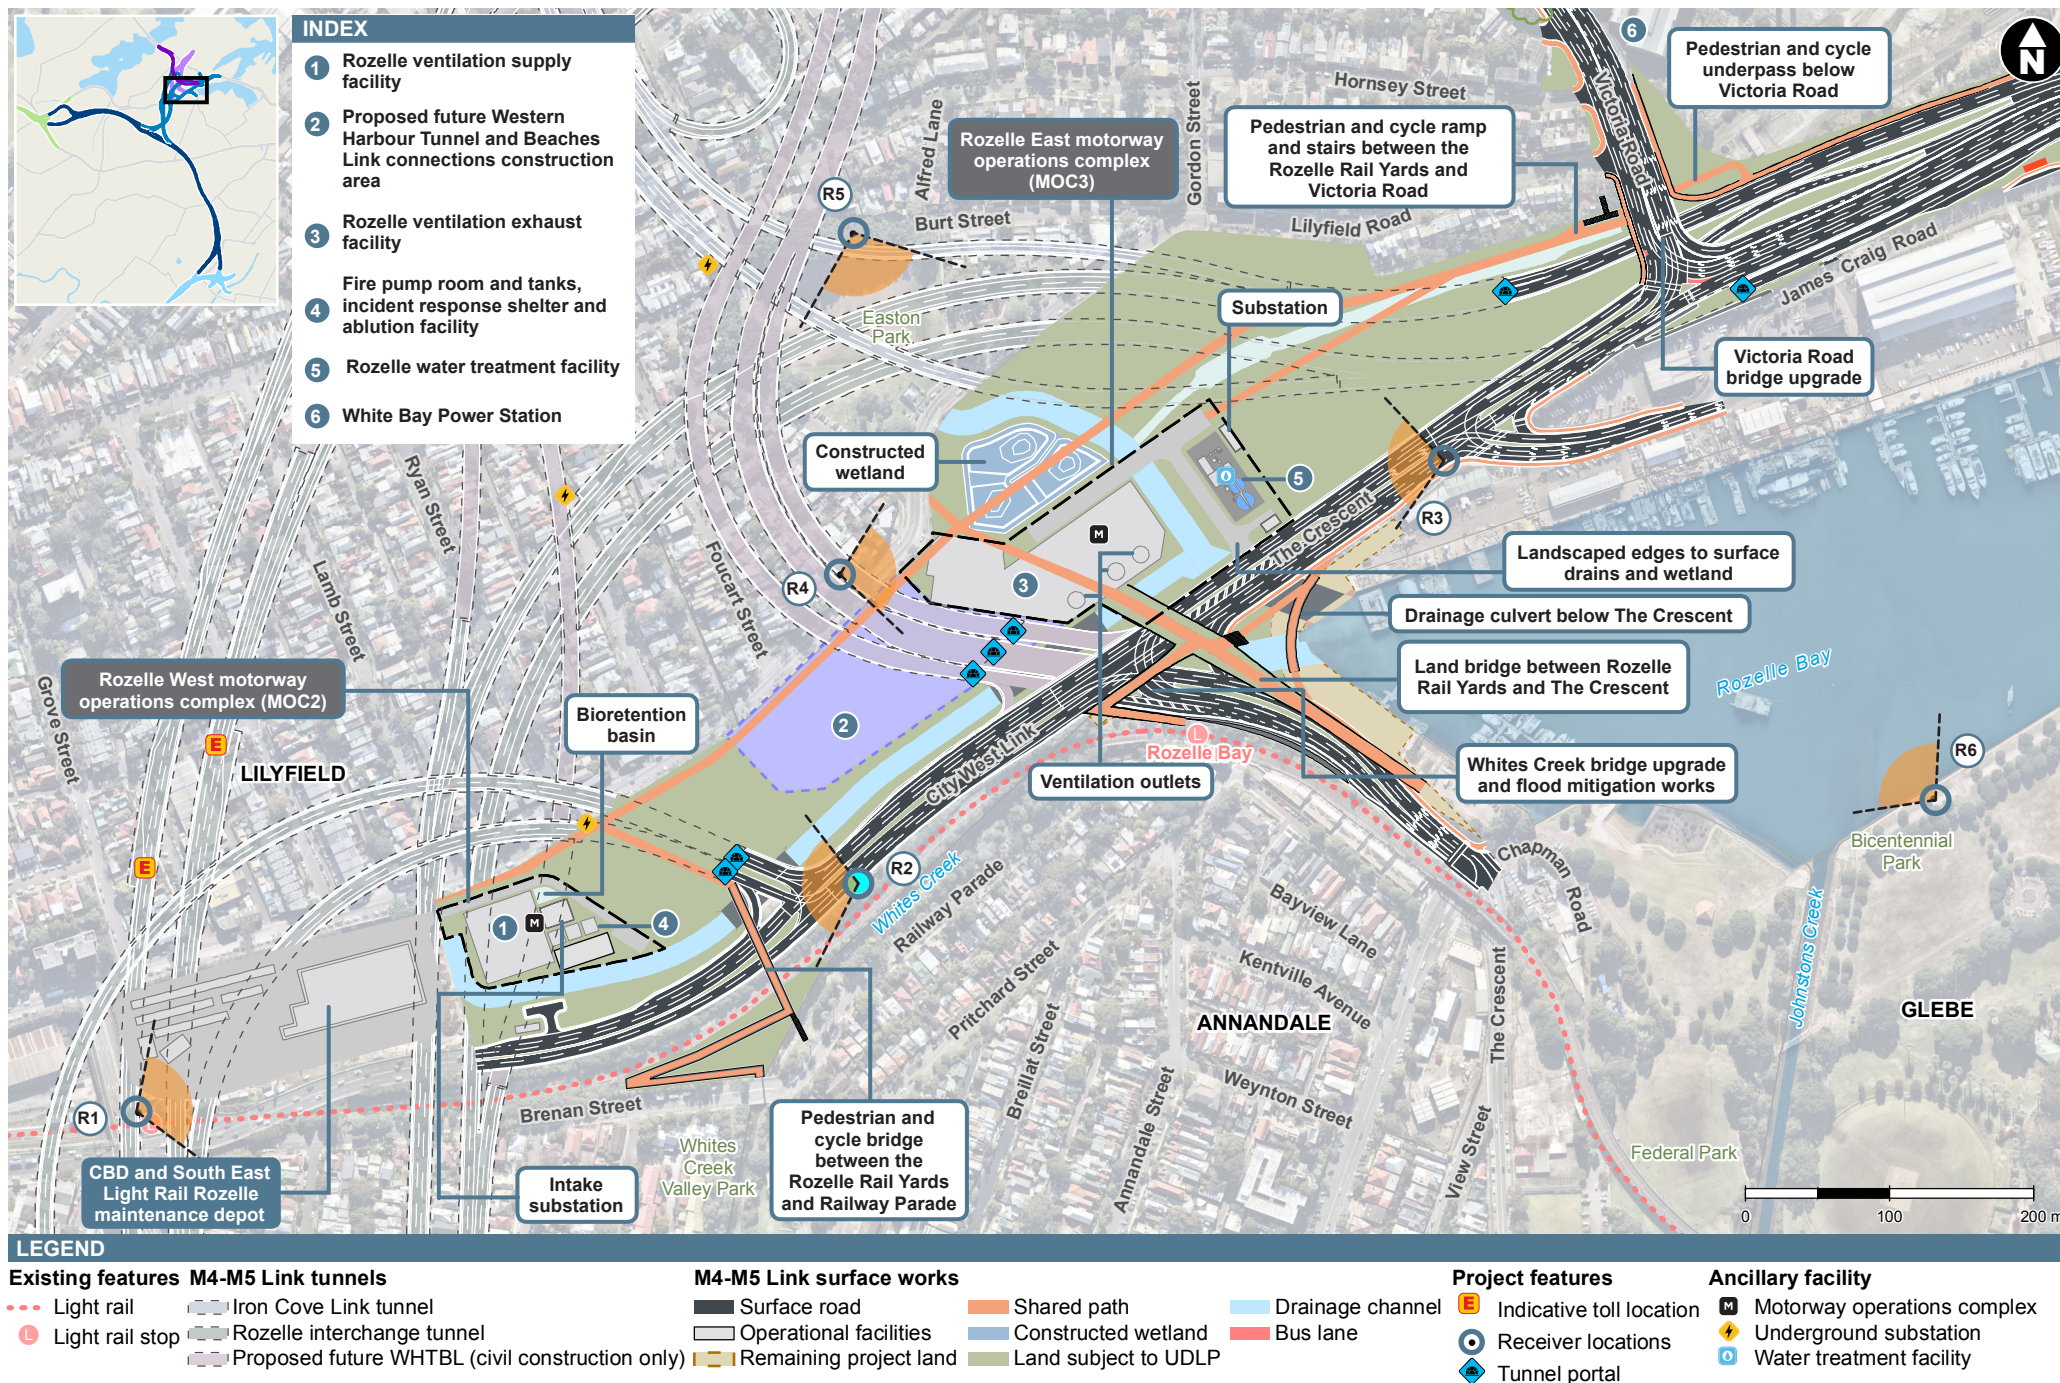 INDEX
1 Rozelle ventilation supply
facility
2 Proposed future Western
Harbour Tunnel and Beaches
Link connections construction
area
3 Rozelle ventilation exhaust
facility
4 Fire pump room and tanks,
incident response shelter and
ablution facility
5 Rozelle water treatment facility
6 White Bay Power Station
6
N
Pedestrian and cycle
underpass below
Victoria Road
Hornsey Street
Victoria Road
Gordon Street
Alfred Lane
Rozelle East motorway
operations complex
(MOC3)
Pedestrian and cycle ramp
and stairs between the
Rozelle Rail Yards and
Victoria Road
R5
Burt Street
Lilyfield Road
James Craig Road
Easton
Park
Substation
Victoria Road
bridge upgrade
Constructed
wetland
5
R3
The Crescent
M
Ryan Street
Lamb Street
Foucart Street
R4
3
Landscaped edges to surface
drains and wetland
Drainage culvert below The Crescent
Land bridge between Rozelle
Rail Yards and The Crescent
Rozelle Bay
Rozelle West motorway
operations complex (MOC2)
Grove Street
E
LILYFIELD
Bioretention
basin
2
City West Link
L
Rozelle Bay
Ventilation outlets
Whites Creek bridge upgrade
and flood mitigation works
R6
Bicentennial
Park
E
R2
Whites Creek
Railway Parade
Chapman Road
Bayview Lane
Johnstons Creek
1
M
4
Pritchard Street
Kentville Avenue
The Crescent
ANNANDALE
GLEBE
Breillat Street
Annandale Street
Weynton Street
View Street
R1
L
Brenan Street
Whites
Creek
Valley Park
Federal Park
CBD and South East
Light Rail Rozelle
maintenance depot
Intake
substation
Pedestrian and
cycle bridge
between the
Rozelle Rail Yards
and Railway Parade
0 100 200 m
LEGEND
Existing features
Light rail
L Light rail stop
M4-M5 Link tunnels
Iron Cove Link tunnel
Rozelle interchange tunnel
Proposed future WHTBL (civil construction only)
M4-M5 Link surface works
Surface road
Operational facilities
Remaining project land
Shared path
Constructed wetland
Land subject to UDLP
Drainage channel
Bus lane
Project features
E Indicative toll location
Receiver locations
Tunnel portal
Ancillary facility
M Motorway operations complex
Underground substation
Water treatment facility